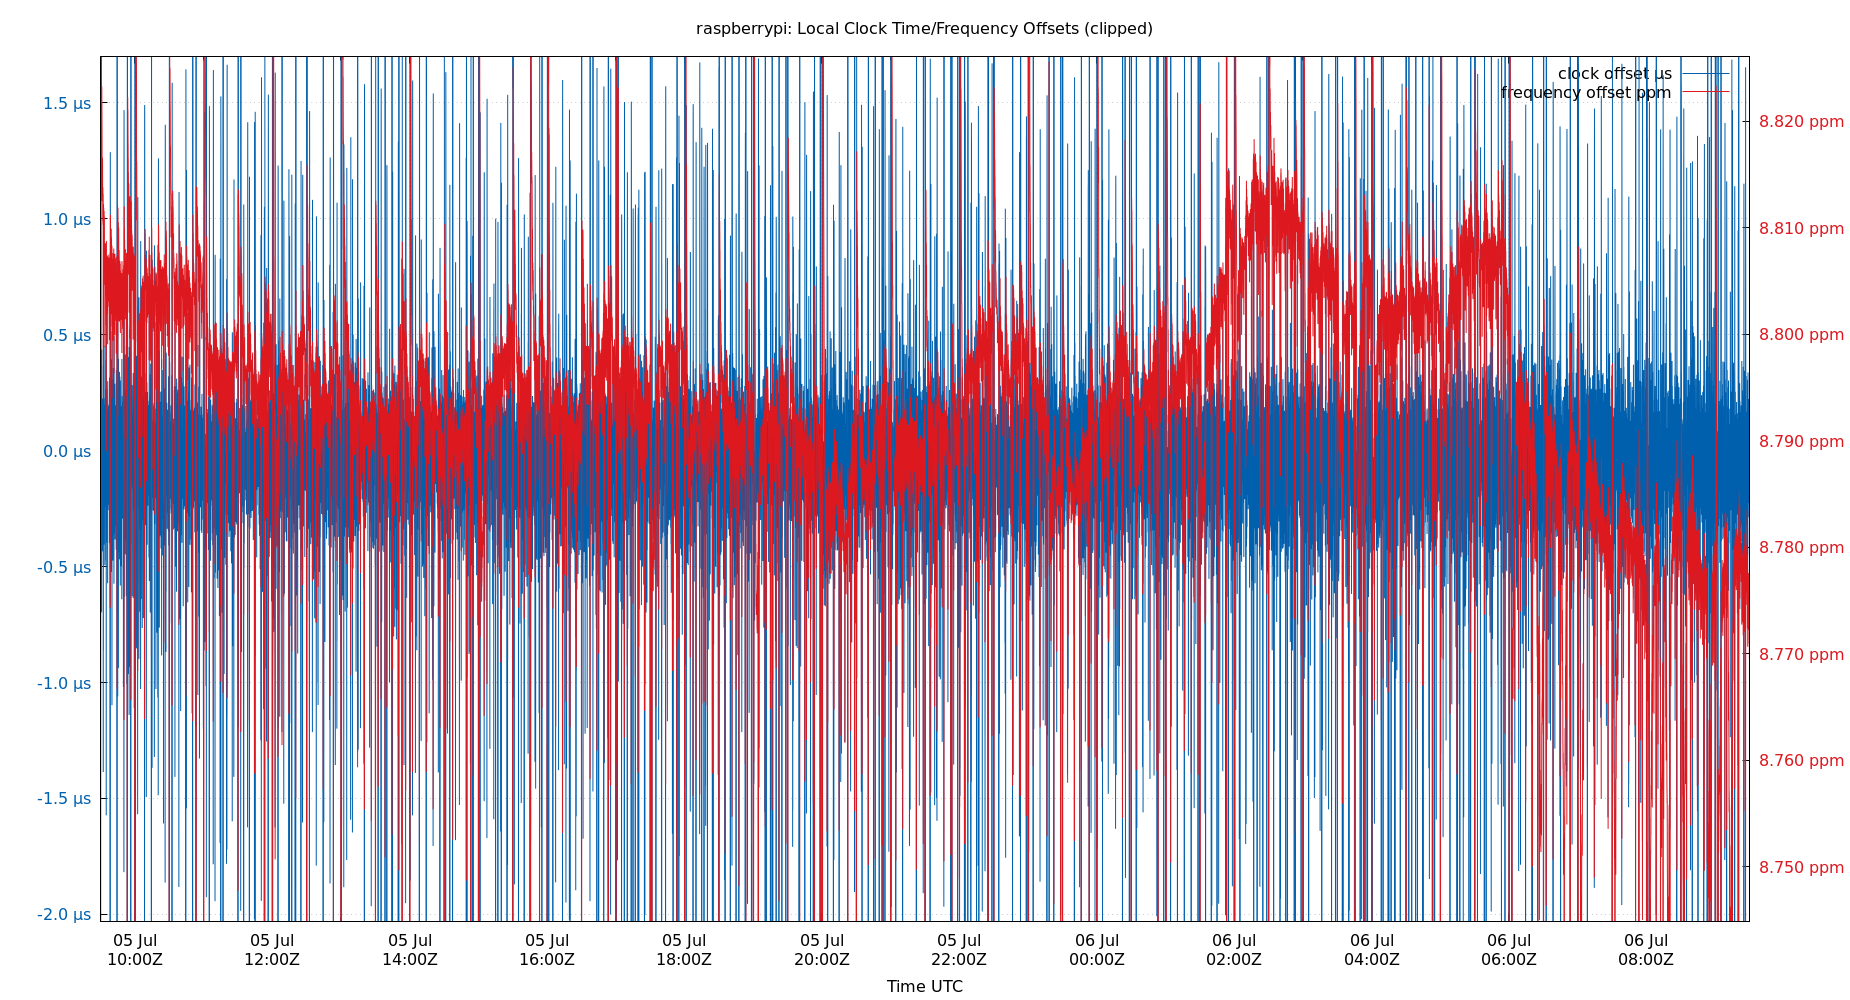 raspberrypi: Local Clock Time/Frequency Offsets (clipped)
clock offset µs
frequency offset ppm
1.5 µs
1.0 µs
0.5 µs
0.0 µs
-0.5 µs
-1.0 µs
-1.5 µs
-2.0 µs
8.820 ppm
8.810 ppm
8.800 ppm
8.790 ppm
8.780 ppm
8.770 ppm
8.760 ppm
8.750 ppm
05 Jul 05 Jul 05 Jul 05 Jul 05 Jul 05 Jul 05 Jul 06 Jul 06 Jul 06 Jul 06 Jul 06 Jul
10:00Z 12:00Z 14:00Z 16:00Z 18:00Z 20:00Z 22:00Z 00:00Z 02:00Z 04:00Z 06:00Z 08:00Z
Time UTC